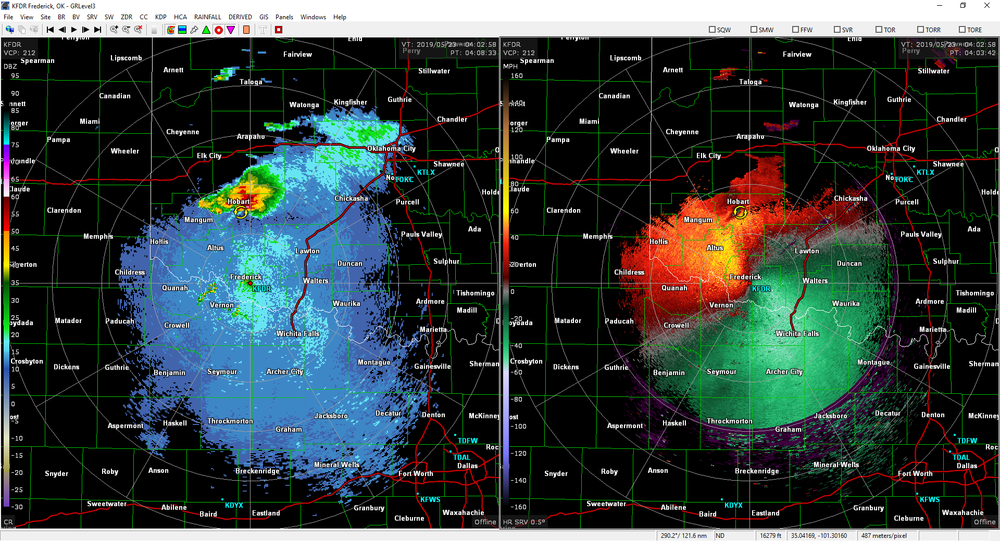 KFDR Frederick, OK - GRLevel3
File View Site BR BV SRV SW ZDR CC KDP HCA RAINFALL DERIVED GIS Panels Windows Help
SQW SMW FFW SVR TOR TORR TORE
KFDR
VCP: 212
DBZ
95
90
85
80
75
70
65
60
55
50
45
40
35
30
25
20
15
10
5
0
-5
-10
-15
-20
-25
-30
CR
VT: 2019/05/23 04:02:58
PT: 04:08:33
Perryton
Enid
Perry
Spearman
Lipscomb
Fairview
Arnett
Stillwater
Taloga
Canadian
Watonga
Kingfisher
Guthrie
Miami
Chandler
Cheyenne
Pampa
Arapaho
Wheeler
Elk City
Oklahoma City
Shawnee
KTLX
TOKC
Claude
Hobart
Chickasha
Purcell
Clarendon
Mangum
Ada
Memphis
Hollis
Pauls Valley
Altus
Lawton
Sulphur
Duncan
Childress
Frederick
KFDR
Walters
Quanah
Tishomingo
Vernon
Waurika
Ardmore
Madill
Matador
Paducah
Crowell
Marietta
Wichita Falls
Crosbyton
Dickens
Guthrie
Benjamin
Seymour
Archer City
Montague
Gainesville
Sherman
Aspermont
Haskell
Throckmorton
Graham
Jacksboro
Decatur
Denton
McKinney
TDFW
TDAL
Dallas
Snyder
Roby
Anson
Breckenridge
Mineral Wells
Fort Worth
KDYX
KFWS
Sweetwater
Abilene
Baird
Eastland
Granbury
Cleburne
Waxahachie
Offline
KFDR
VCP: 212
MPH
160
140
120
100
80
60
40
20
0
-20
-40
-60
-80
-100
-120
-140
-160
HR SRV 0.5°
VT: 2019/05/23 04:02:58
PT: 04:03:42
Perryton
Enid
Perry
Spearman
Lipscomb
Fairview
Arnett
Stillwater
Taloga
Canadian
Watonga
Kingfisher
Guthrie
Miami
Chandler
Cheyenne
Pampa
Arapaho
Wheeler
Elk City
Oklahoma City
Shawnee
KTLX
TOKC
Hobart
Chickasha
Purcell
Clarendon
Mangum
Ada
Memphis
Hollis
Pauls Valley
Altus
Lawton
Sulphur
Duncan
Childress
Frederick
KFDR
Walters
Quanah
Tishomingo
Vernon
Waurika
Ardmore
Madill
Matador
Paducah
Crowell
Marietta
Wichita Falls
Crosbyton
Dickens
Guthrie
Benjamin
Seymour
Archer City
Montague
Gainesville
Sherman
Aspermont
Haskell
Throckmorton
Graham
Jacksboro
Decatur
Denton
McKinney
TDFW
TDAL
Dallas
Snyder
Roby
Anson
Breckenridge
Mineral Wells
Fort Worth
KDYX
KFWS
Sweetwater
Abilene
Baird
Eastland
Granbury
Cleburne
Waxahachie
Offline
290.2°/ 121.6 nm ND 16279 ft 35.04169, -101.30160 487 meters/pixel